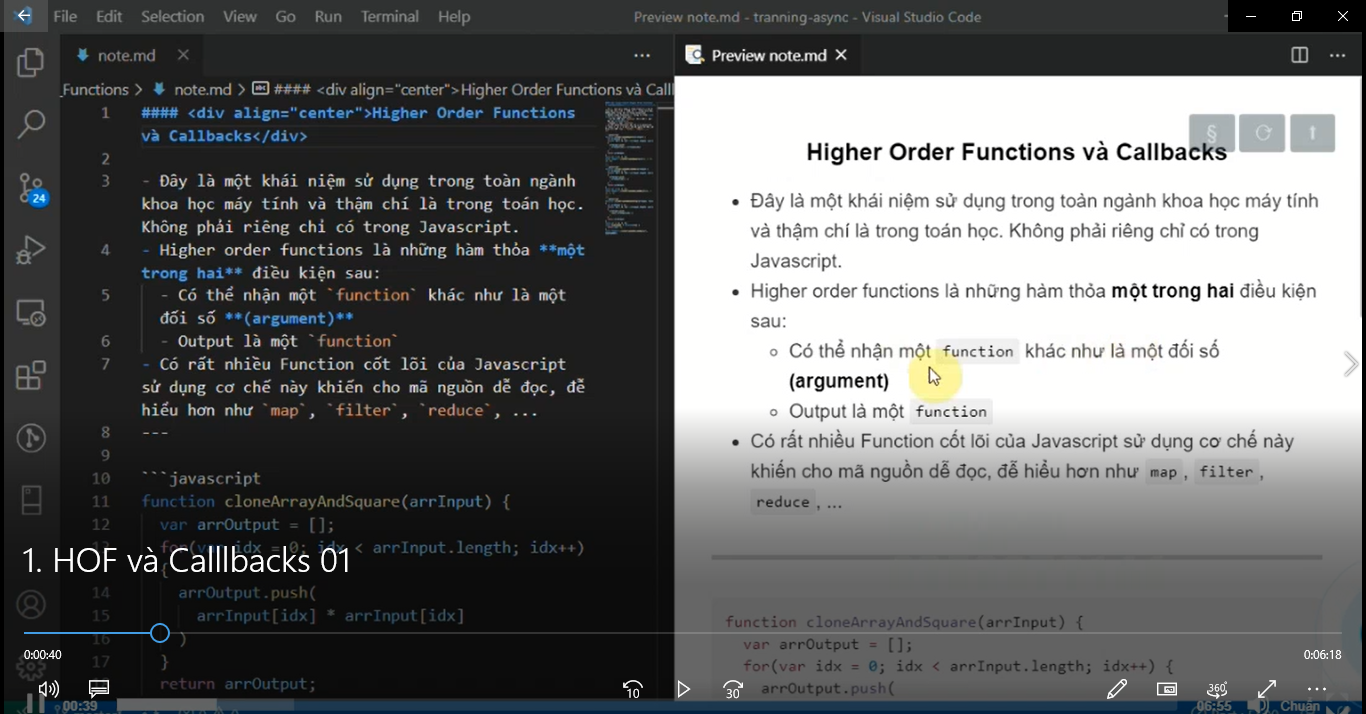 File Edit Selection View Go Run Terminal Help
Preview note.md - tranning-async - Visual Studio Code
note.md
Preview note.md
_Functions > note.md > #### <div align="center">Higher Order Functions và Call
1 #### <div align="center">Higher Order Functions
và Callbacks</div>
2
3 - Đây là một khái niệm sử dụng trong toàn ngành
khoa học máy tính và thậm chí là trong toán học.
Không phải riêng chỉ có trong Javascript.
4 - Higher order functions là những hàm thỏa **một
trong hai** điều kiện sau:
5 - Có thể nhận một `function` khác như là một
đối số **(argument)**
6 - Output là một `function`
7 - Có rất nhiều Function cốt lõi của Javascript
sử dụng cơ chế này khiến cho mã nguồn dễ đọc, đễ
hiểu hơn như `map`, `filter`, `reduce`, ...
8 ---
9
10 ```javascript
11 function cloneArrayAndSquare(arrInput) {
12 var arrOutput = [];
13 for(var idx = 0; idx < arrInput.length; idx++)
{
14 arrOutput.push(
15 arrInput[idx] * arrInput[idx]
16 )
17 }
return arrOutput;
24
Higher Order Functions và Callbacks
• Đây là một khái niệm sử dụng trong toàn ngành khoa học máy tính
và thậm chí là trong toán học. Không phải riêng chỉ có trong
Javascript.
• Higher order functions là những hàm thỏa một trong hai điều kiện
sau:
Có thể nhận một function khác như là một đối số
(argument)
Output là một function
• Có rất nhiều Function cốt lõi của Javascript sử dụng cơ chế này
khiến cho mã nguồn dễ đọc, đễ hiểu hơn như map , filter ,
reduce , ...
function cloneArrayAndSquare(arrInput) {
var arrOutput = [];
for(var idx = 0; idx < arrInput.length; idx++) {
arrOutput.push(
1. HOF và Calllbacks 01
0:00:40
0:06:18
10
30
360
00:39
06:55
Chuẩn